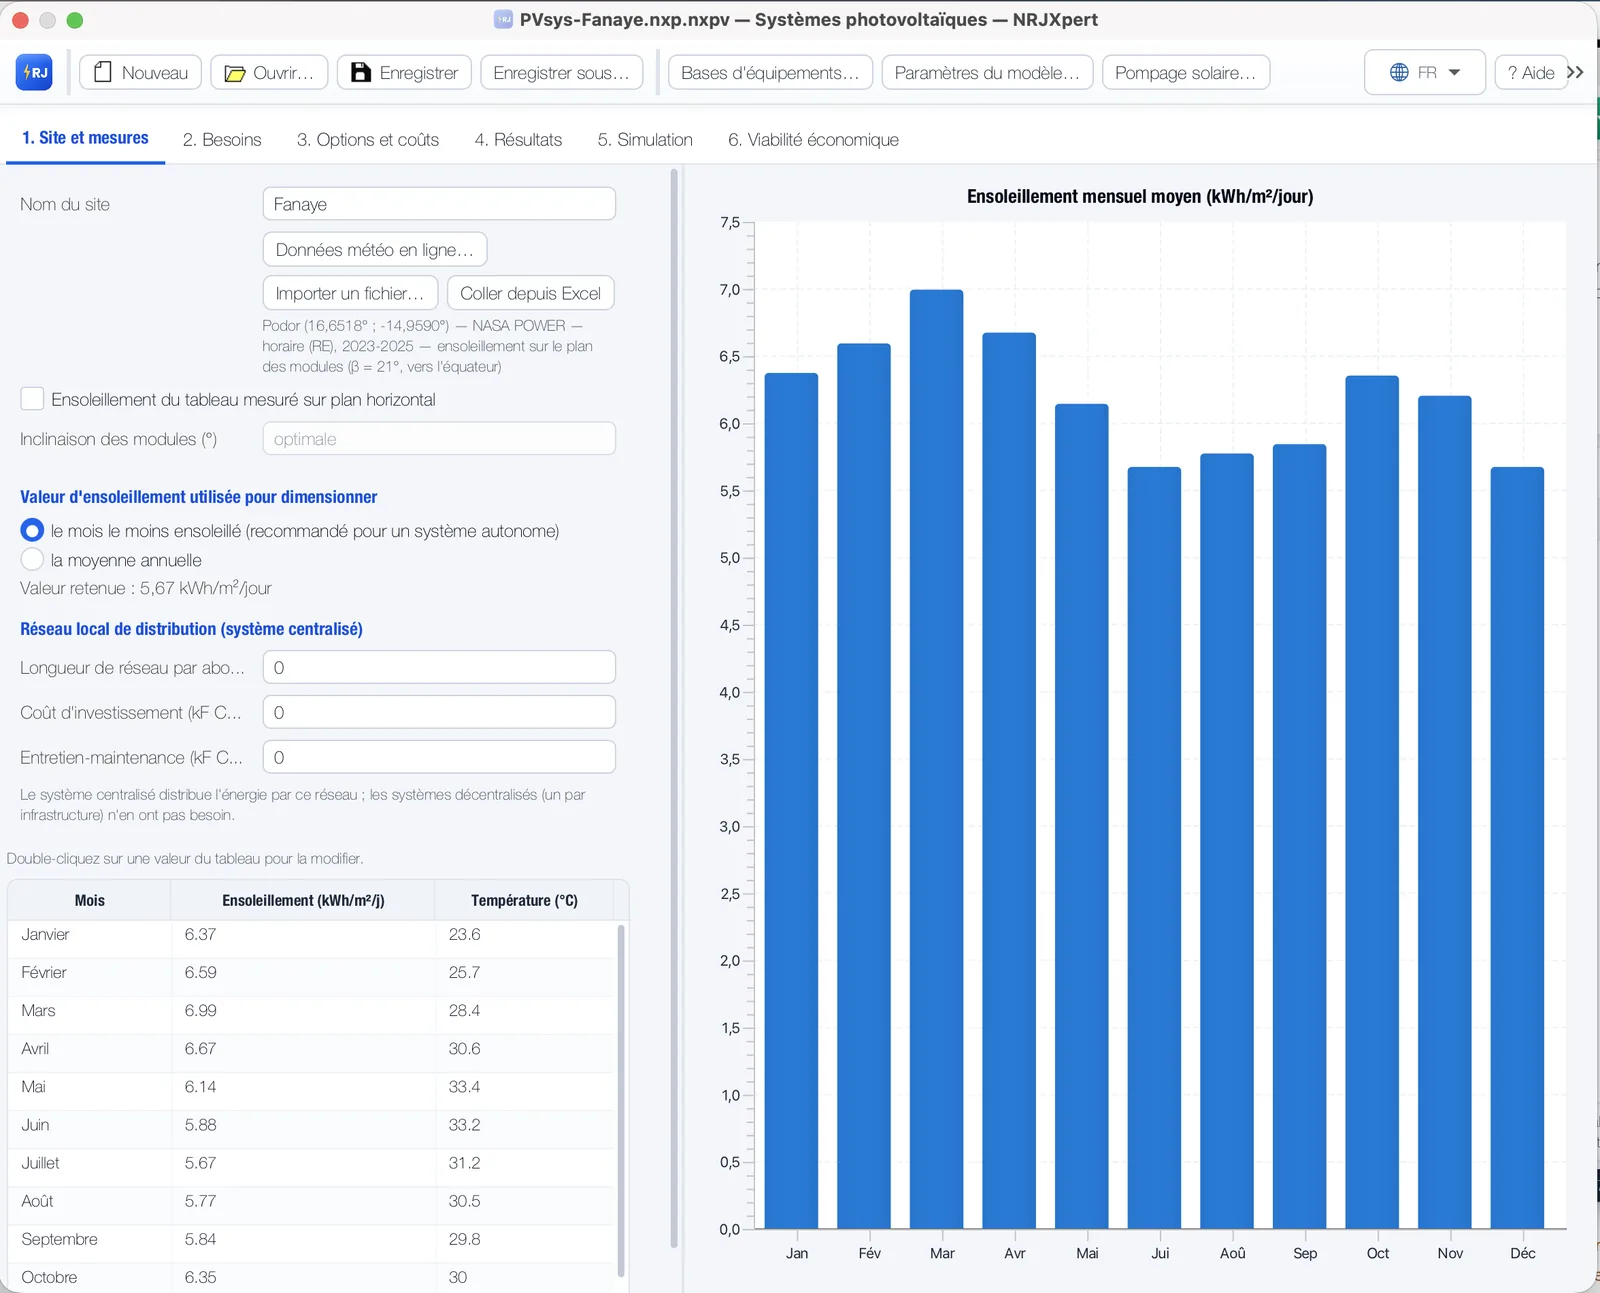 PVsys-Fanaye.nxp.nxpv — Systèmes photovoltaïques — NRJXpert
RJ Nouveau Ouvrir… Enregistrer Enregistrer sous… Bases d'équipements… Paramètres du modèle… Pompage solaire… FR ? Aide »
1. Site et mesures 2. Besoins 3. Options et coûts 4. Résultats 5. Simulation 6. Viabilité économique
Nom du site Fanaye
Données météo en ligne…
Importer un fichier… Coller depuis Excel
Podor (16,6518° ; -14,9590°) — NASA POWER —
horaire (RE), 2023-2025 — ensoleillement sur le plan
des modules (β = 21°, vers l'équateur)
Ensoleillement du tableau mesuré sur plan horizontal
Inclinaison des modules (°) optimale
Valeur d'ensoleillement utilisée pour dimensionner
le mois le moins ensoleillé (recommandé pour un système autonome)
la moyenne annuelle
Valeur retenue : 5,67 kWh/m²/jour
Réseau local de distribution (système centralisé)
Longueur de réseau par abo… 0
Coût d'investissement (kF C… 0
Entretien-maintenance (kF C… 0
Le système centralisé distribue l'énergie par ce réseau ; les systèmes décentralisés (un par
infrastructure) n'en ont pas besoin.
Double-cliquez sur une valeur du tableau pour la modifier.
Mois Ensoleillement (kWh/m²/j) Température (°C)
Janvier 6.37 23.6
Février 6.59 25.7
Mars 6.99 28.4
Avril 6.67 30.6
Mai 6.14 33.4
Juin 5.88 33.2
Juillet 5.67 31.2
Août 5.77 30.5
Septembre 5.84 29.8
Octobre 6.35 30
Ensoleillement mensuel moyen (kWh/m²/jour)
7,5
7,0
6,5
6,0
5,5
5,0
4,5
4,0
3,5
3,0
2,5
2,0
1,5
1,0
0,5
0,0
Jan Fév Mar Avr Mai Jui Aoû Sep Oct Nov Déc